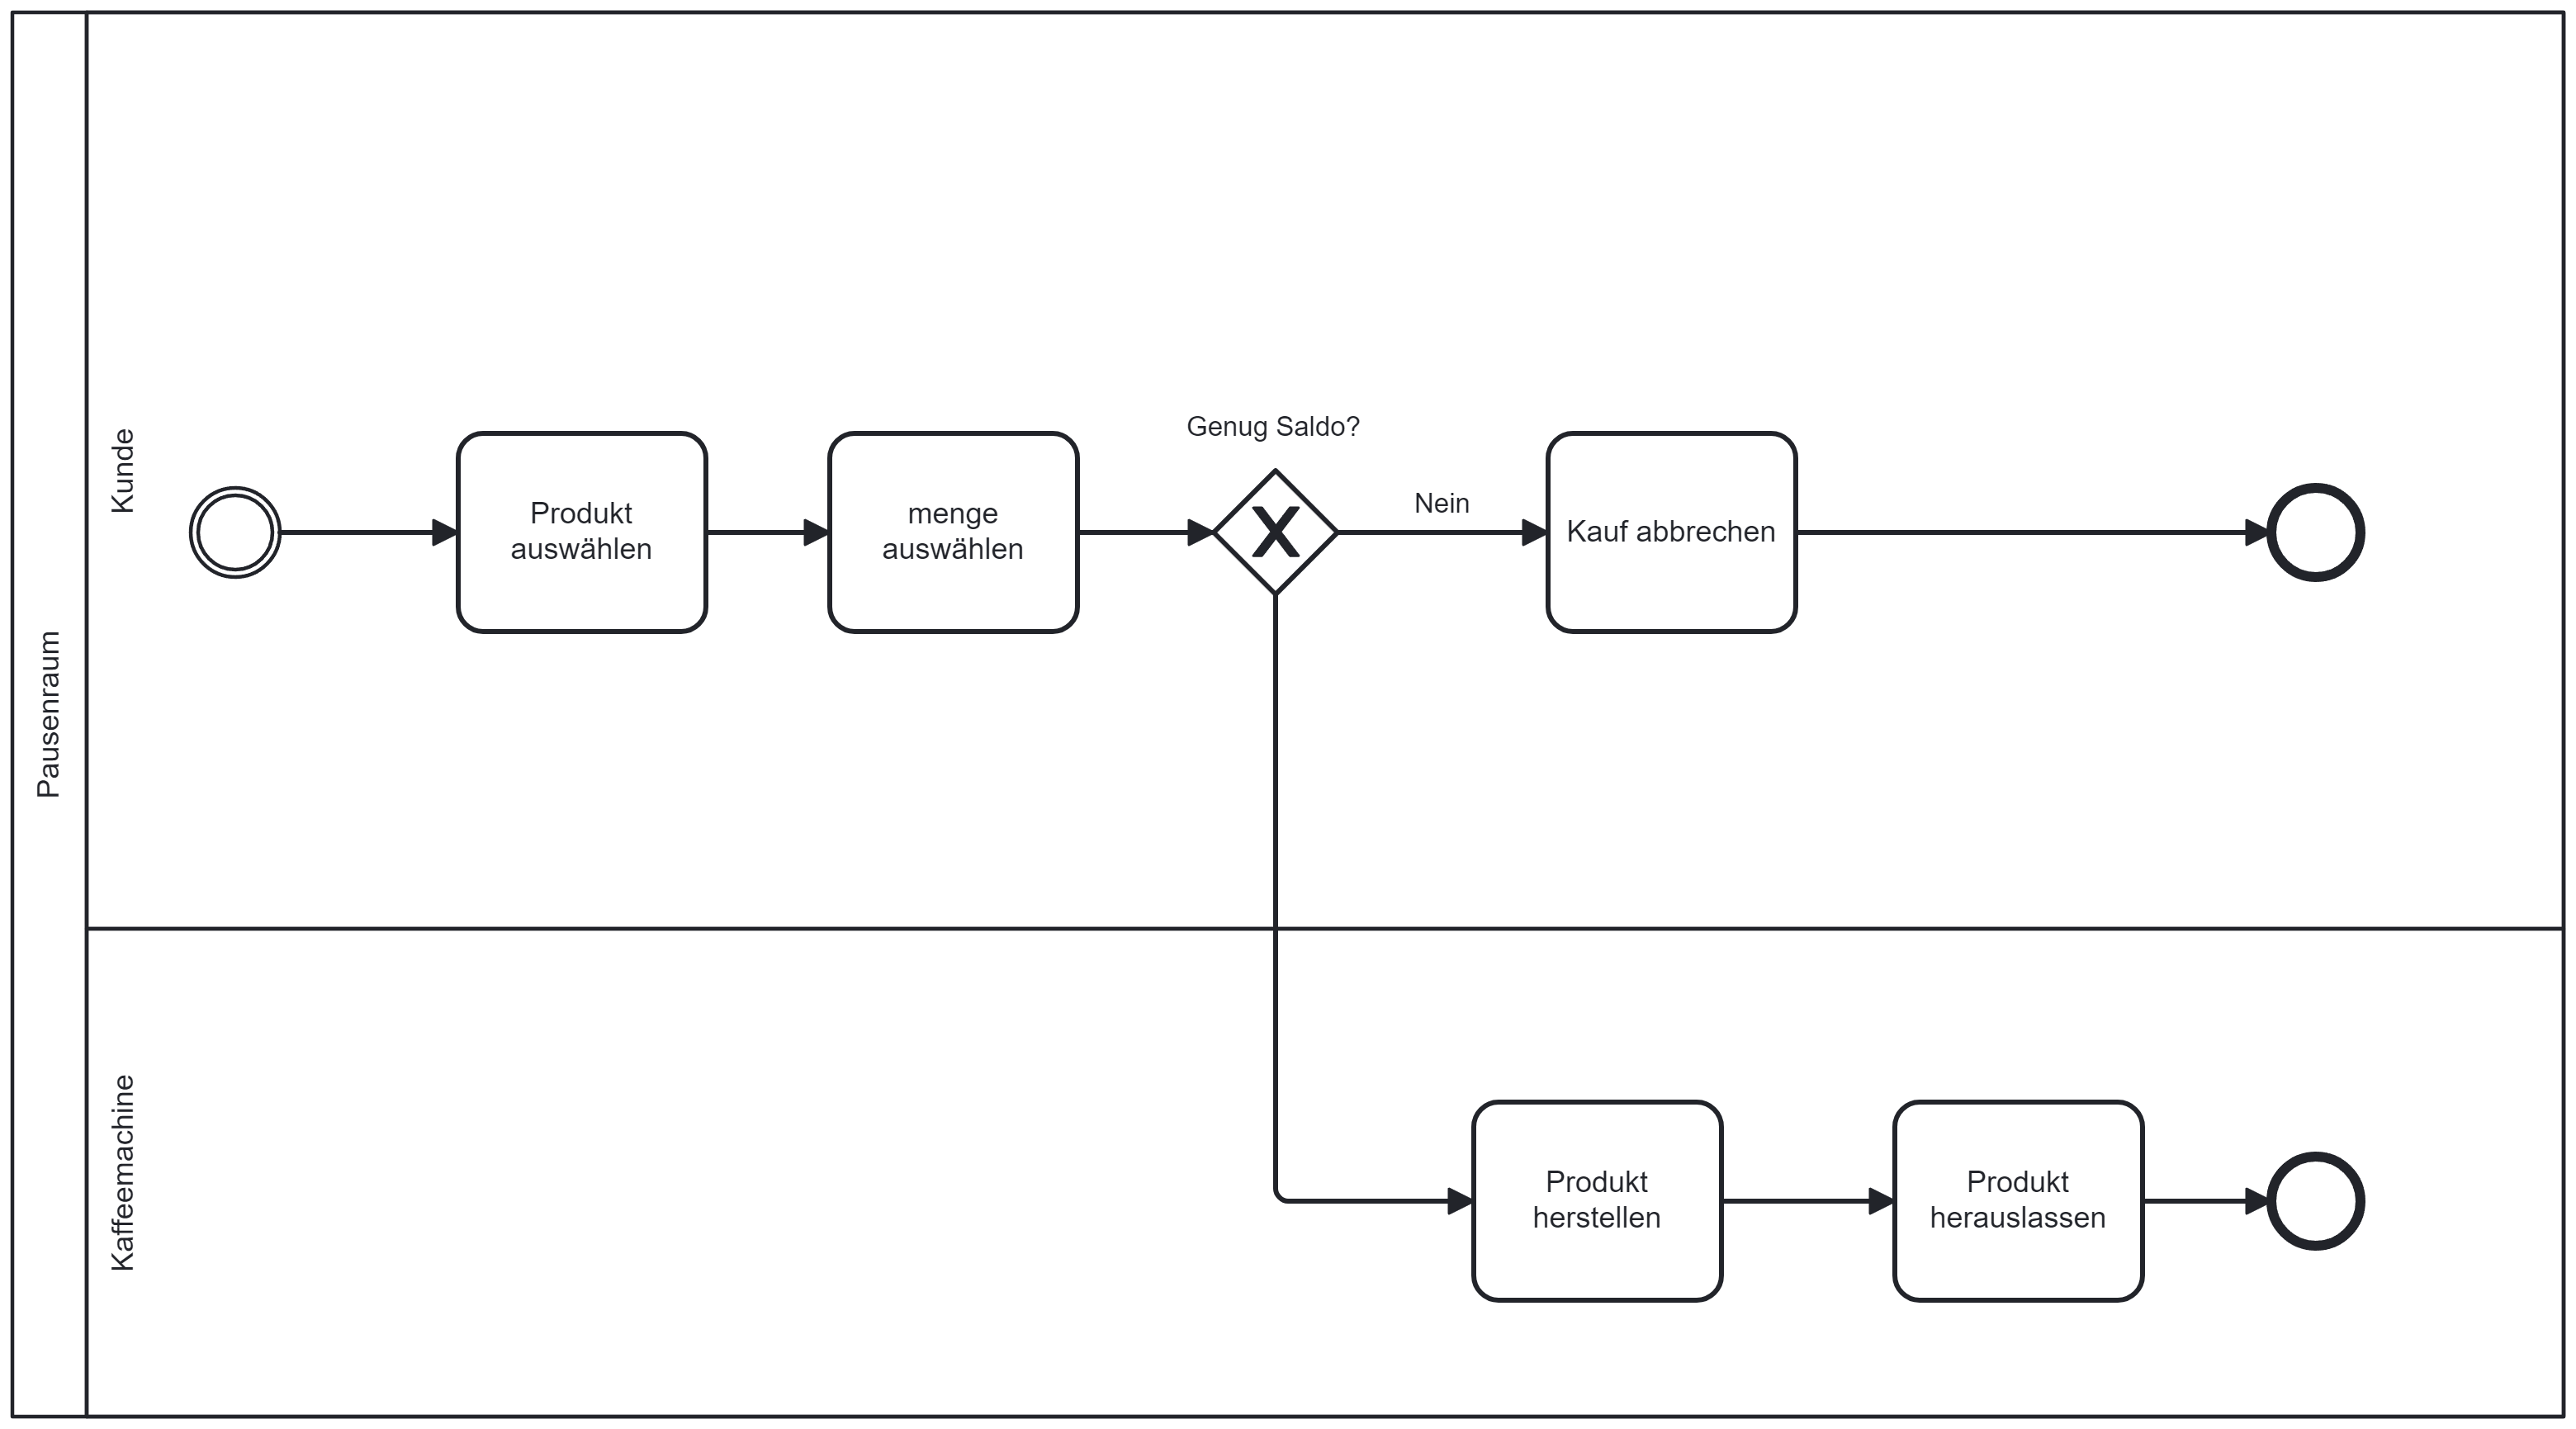 Pausenraum
Kunde
Produkt
auswählen
menge
auswählen
Genug Saldo?
Nein
Kauf abbrechen
Kaffeemachine
Produkt
herstellen
Produkt
herauslassen